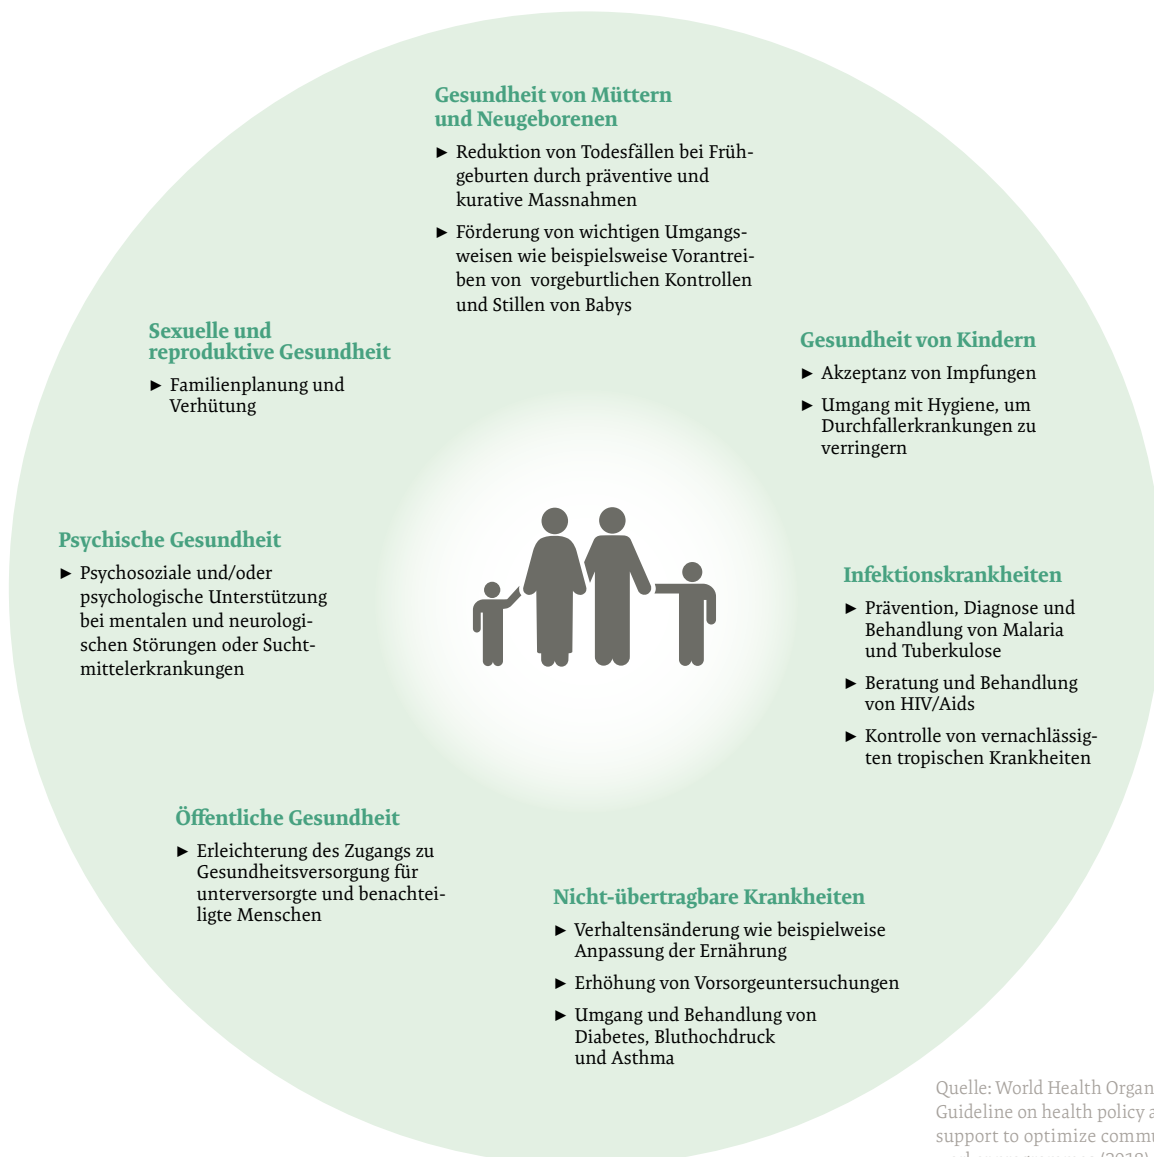 Gesundheit von Müttern
und Neugeborenen
► Reduktion von Todesfällen bei Früh-
geburten durch präventive und
kurative Massnahmen
► Förderung von wichtigen Umgangs-
weisen wie beispielsweise Vorantrei-
ben von vorgeburtlichen Kontrollen
und Stillen von Babys
Sexuelle und
reproduktive Gesundheit
► Familienplanung und
Verhütung
Gesundheit von Kindern
► Akzeptanz von Impfungen
► Umgang mit Hygiene, um
Durchfallerkrankungen zu
verringern
Psychische Gesundheit
► Psychosoziale und/oder
psychologische Unterstützung
bei mentalen und neurologi-
schen Störungen oder Sucht-
mittelerkrankungen
Infektionskrankheiten
► Prävention, Diagnose und
Behandlung von Malaria
und Tuberkulose
► Beratung und Behandlung
von HIV/Aids
► Kontrolle von vernachlässig-
ten tropischen Krankheiten
Öffentliche Gesundheit
► Erleichterung des Zugangs zu
Gesundheitsversorgung für
unterversorgte und benachtei-
ligte Menschen
Nicht-übertragbare Krankheiten
► Verhaltensänderung wie beispielweise
Anpassung der Ernährung
► Erhöhung von Vorsorgeuntersuchungen
► Umgang und Behandlung von
Diabetes, Bluthochdruck
und Asthma
Quelle: World Health Organ
Guideline on health policy a
support to optimize commu